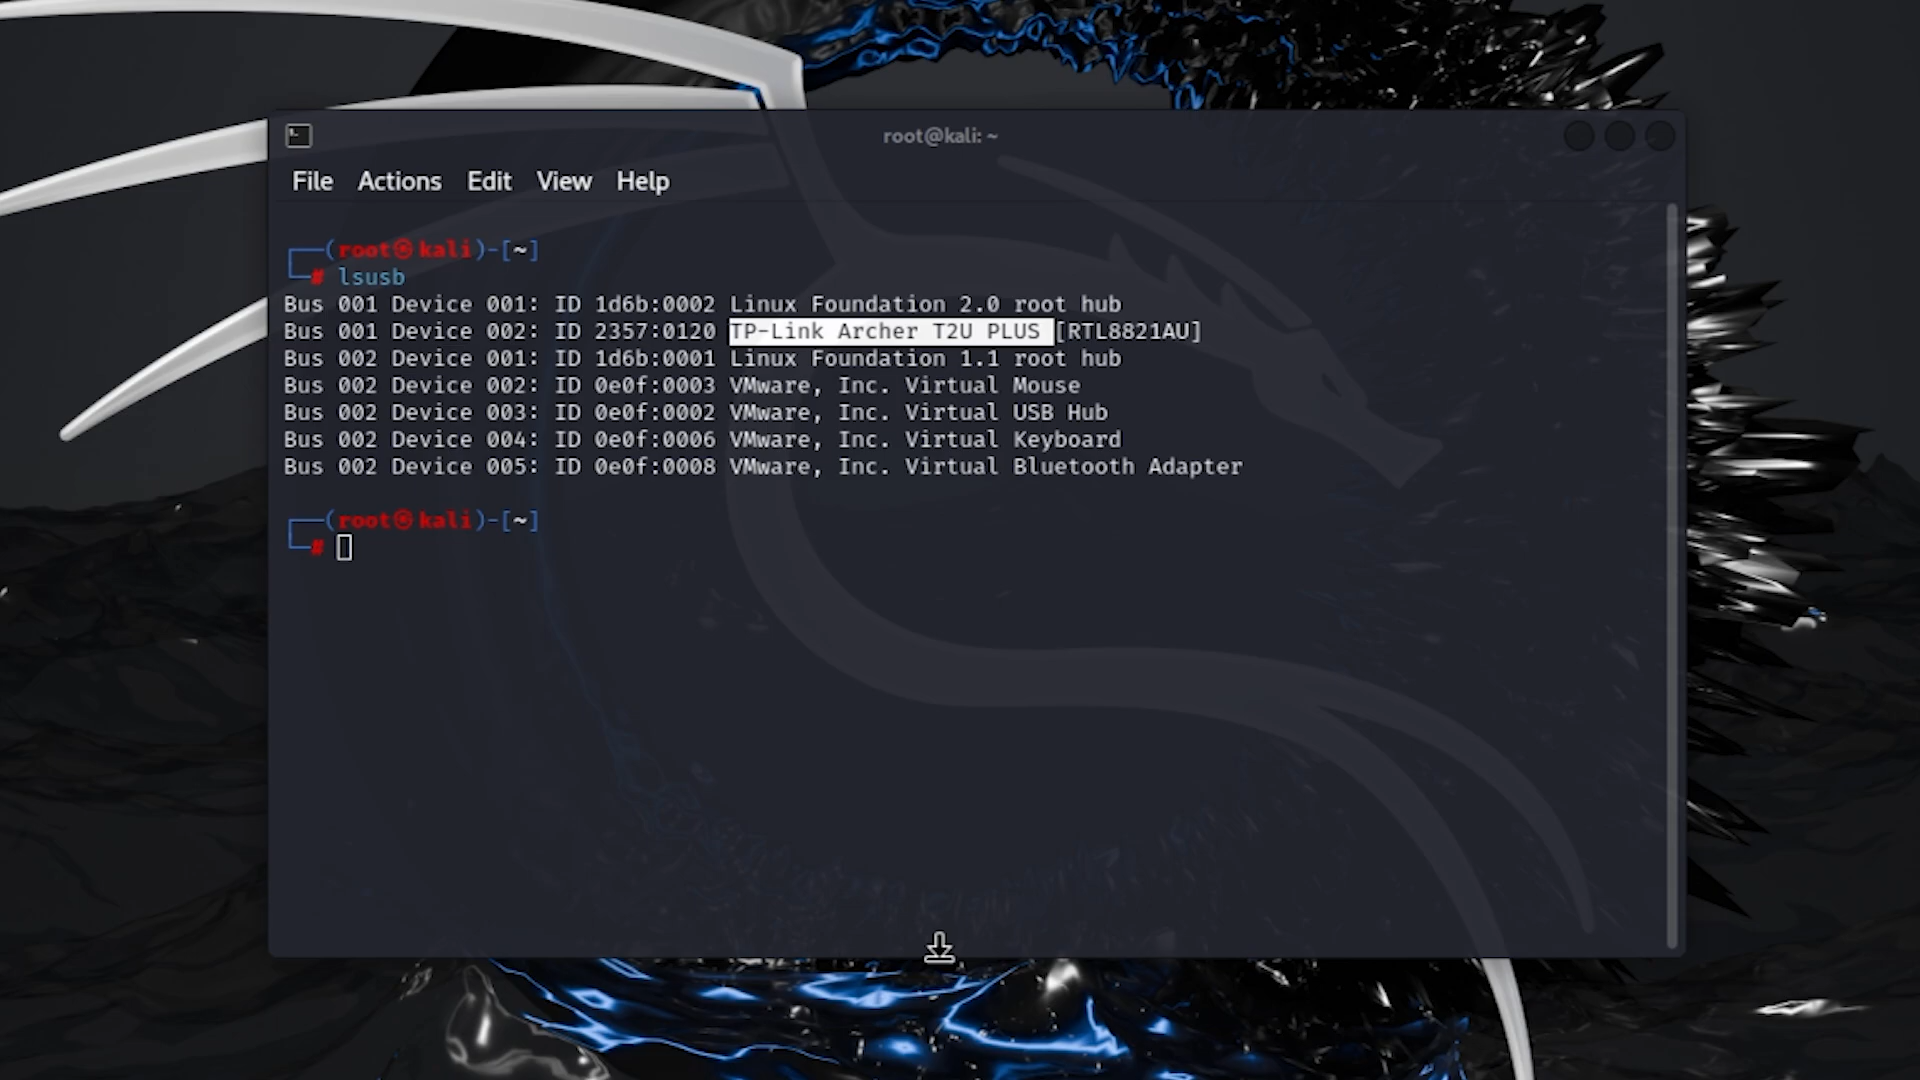 root@kali: ~
File Actions Edit View Help
┌──(root㉿kali)-[~]
└─# lsusb
Bus 001 Device 001: ID 1d6b:0002 Linux Foundation 2.0 root hub
Bus 001 Device 002: ID 2357:0120 TP-Link Archer T2U PLUS [RTL8821AU]
Bus 002 Device 001: ID 1d6b:0001 Linux Foundation 1.1 root hub
Bus 002 Device 002: ID 0e0f:0003 VMware, Inc. Virtual Mouse
Bus 002 Device 003: ID 0e0f:0002 VMware, Inc. Virtual USB Hub
Bus 002 Device 004: ID 0e0f:0006 VMware, Inc. Virtual Keyboard
Bus 002 Device 005: ID 0e0f:0008 VMware, Inc. Virtual Bluetooth Adapter
┌──(root㉿kali)-[~]
└─#